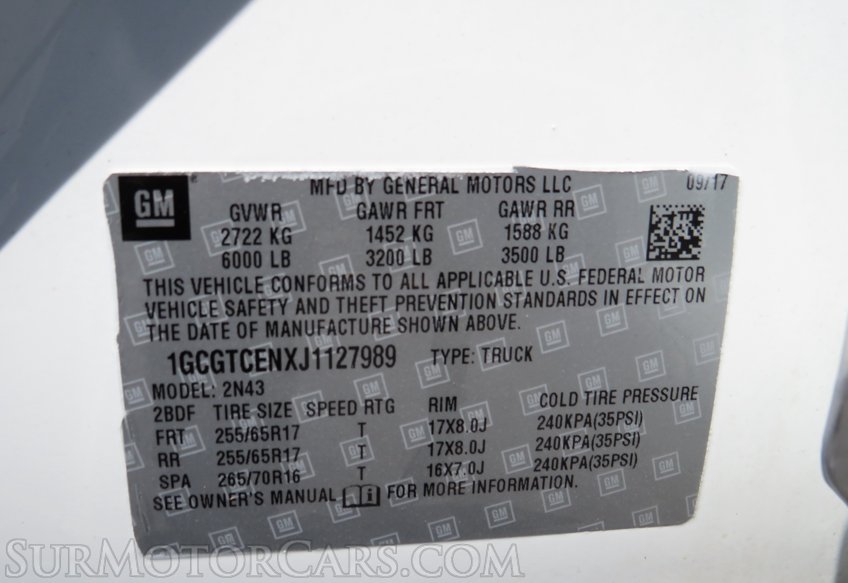 GM MFD BY GENERAL MOTORS LLC 09/17
GVWR GAWR FRT GAWR RR
2722 KG 1452 KG 1588 KG
6000 LB 3200 LB 3500 LB
THIS VEHICLE CONFORMS TO ALL APPLICABLE U.S. FEDERAL MOTOR
VEHICLE SAFETY AND THEFT PREVENTION STANDARDS IN EFFECT ON
THE DATE OF MANUFACTURE SHOWN ABOVE.
1GCGTCENXJ1127989 TYPE: TRUCK
MODEL: 2N43
2BDF TIRE SIZE SPEED RTG RIM COLD TIRE PRESSURE
FRT 255/65R17 T 17X8.0J 240KPA(35PSI)
RR 255/65R17 T 17X8.0J 240KPA(35PSI)
SPA 265/70R16 T 16X7.0J 240KPA(35PSI)
SEE OWNER'S MANUAL FOR MORE INFORMATION.
SurMotorCars.com